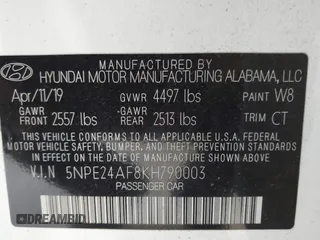 MANUFACTURED BY
HYUNDAI MOTOR MANUFACTURING ALABAMA, LLC
Apr/11/19 GVWR 4497 lbs PAINT W8
GAWR FRONT 2557 lbs GAWR REAR 2513 lbs TRIM CT
THIS VEHICLE CONFORMS TO ALL APPLICABLE FEDERAL
MOTOR VEHICLE SAFETY, BUMPER, AND THEFT PREVENTION
STANDARDS IN EFFECT ON THE DATE OF MANUFACTURE SHOWN ABOVE.
V.I.N 5NPE24AF8KH790003
PASSENGER CAR
DREAMBID